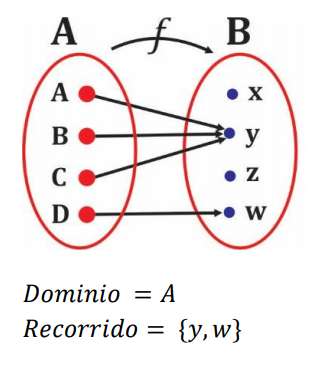 A f B
A x
B y
C z
D w
Dominio = A
Recorrido = {y, w}